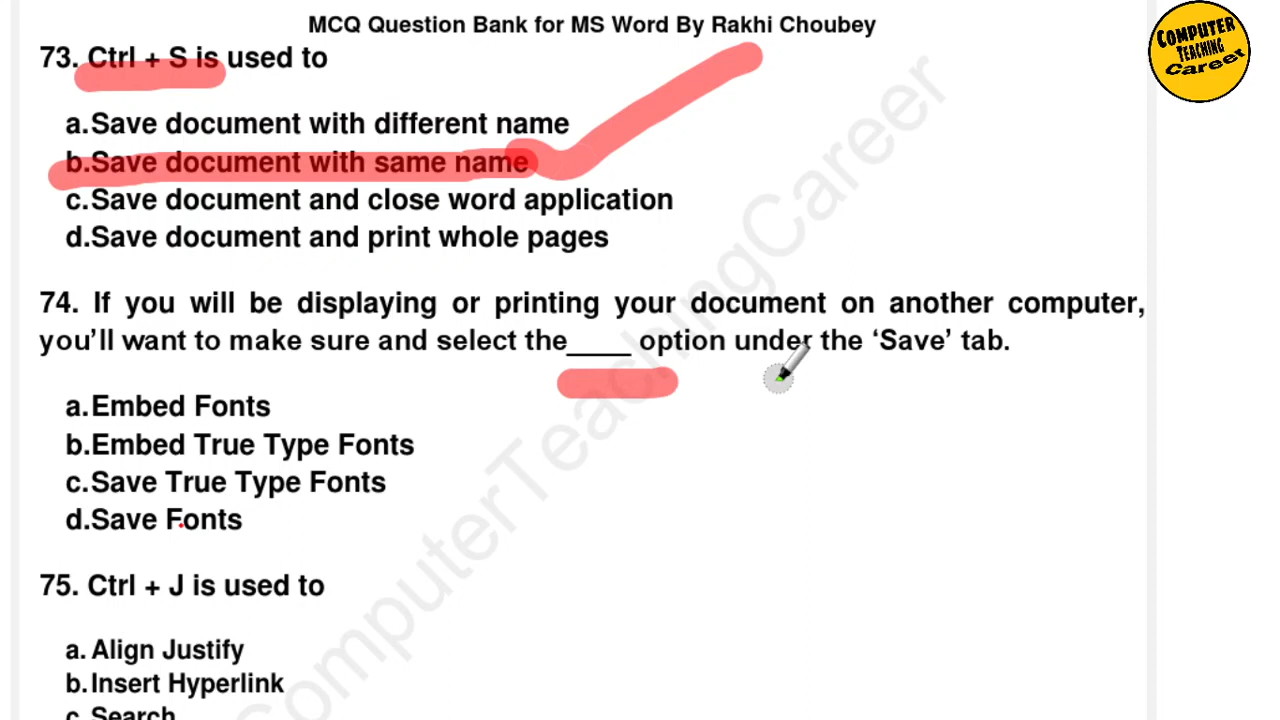 MCQ Question Bank for MS Word By Rakhi Choubey
COMPUTER
TEACHING
Career
73. Ctrl + S is used to
a.Save document with different name
b.Save document with same name
c.Save document and close word application
d.Save document and print whole pages
74. If you will be displaying or printing your document on another computer,
you’ll want to make sure and select the____ option under the ‘Save’ tab.
a.Embed Fonts
b.Embed True Type Fonts
c.Save True Type Fonts
d.Save Fonts
75. Ctrl + J is used to
a. Align Justify
b.Insert Hyperlink
c. Search
ComputerTeachingCareer